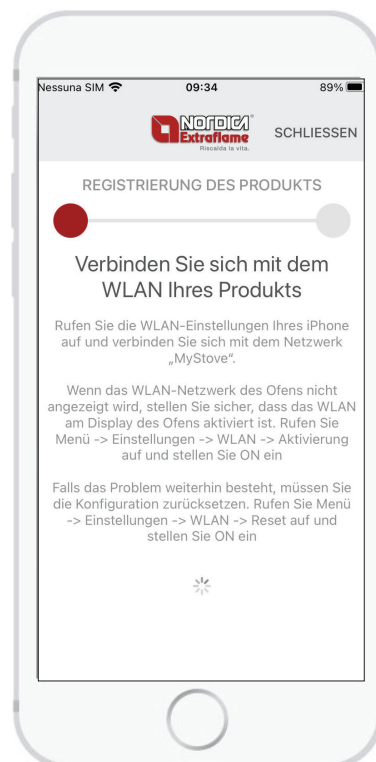 Nessuna SIM 09:34 89%
NORDICA
Extraflame
Riscalda la vita.
SCHLIESSEN
REGISTRIERUNG DES PRODUKTS
Verbinden Sie sich mit dem
WLAN Ihres Produkts
Rufen Sie die WLAN-Einstellungen Ihres iPhone
auf und verbinden Sie sich mit dem Netzwerk
„MyStove“.
Wenn das WLAN-Netzwerk des Ofens nicht
angezeigt wird, stellen Sie sicher, dass das WLAN
am Display des Ofens aktiviert ist. Rufen Sie
Menü -> Einstellungen -> WLAN -> Aktivierung
auf und stellen Sie ON ein
Falls das Problem weiterhin besteht, müssen Sie
die Konfiguration zurücksetzen. Rufen Sie Menü
-> Einstellungen -> WLAN -> Reset auf und
stellen Sie ON ein